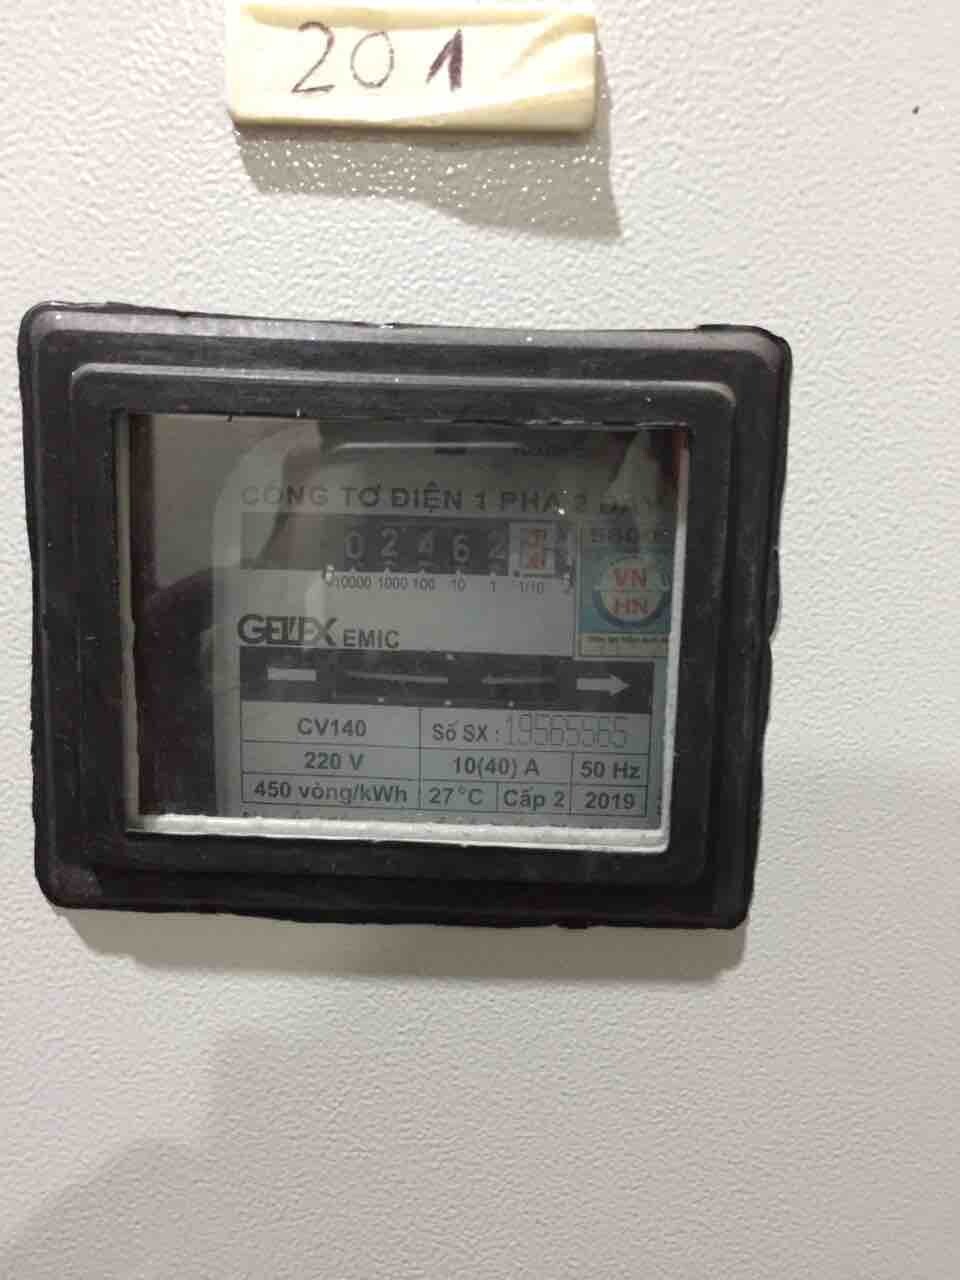 201
CÔNG TƠ ĐIỆN 1 PHA 2 DÂY
0 2 4 6 2
10000 1000 100 10 1 1/10
VN
HN
GELEX EMIC
CV140 Số SX: 19565565
220 V 10(40) A 50 Hz
450 vòng/kWh 27°C Cấp 2 2019